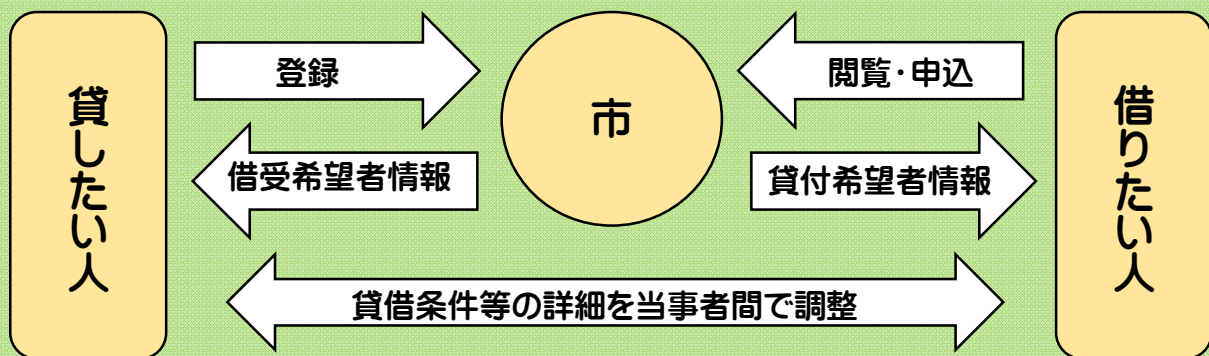 貸したい人
登録
借受希望者情報
市
閲覧・申込
貸付希望者情報
借りたい人
貸借条件等の詳細を当事者間で調整